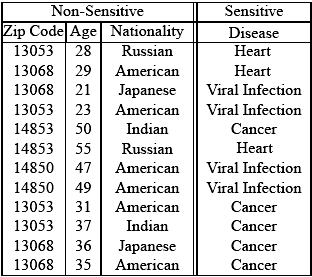 Non-Sensitive Sensitive
Zip Code Age Nationality Disease
13053 28 Russian Heart
13068 29 American Heart
13068 21 Japanese Viral Infection
13053 23 American Viral Infection
14853 50 Indian Cancer
14853 55 Russian Heart
14850 47 American Viral Infection
14850 49 American Viral Infection
13053 31 American Cancer
13053 37 Indian Cancer
13068 36 Japanese Cancer
13068 35 American Cancer